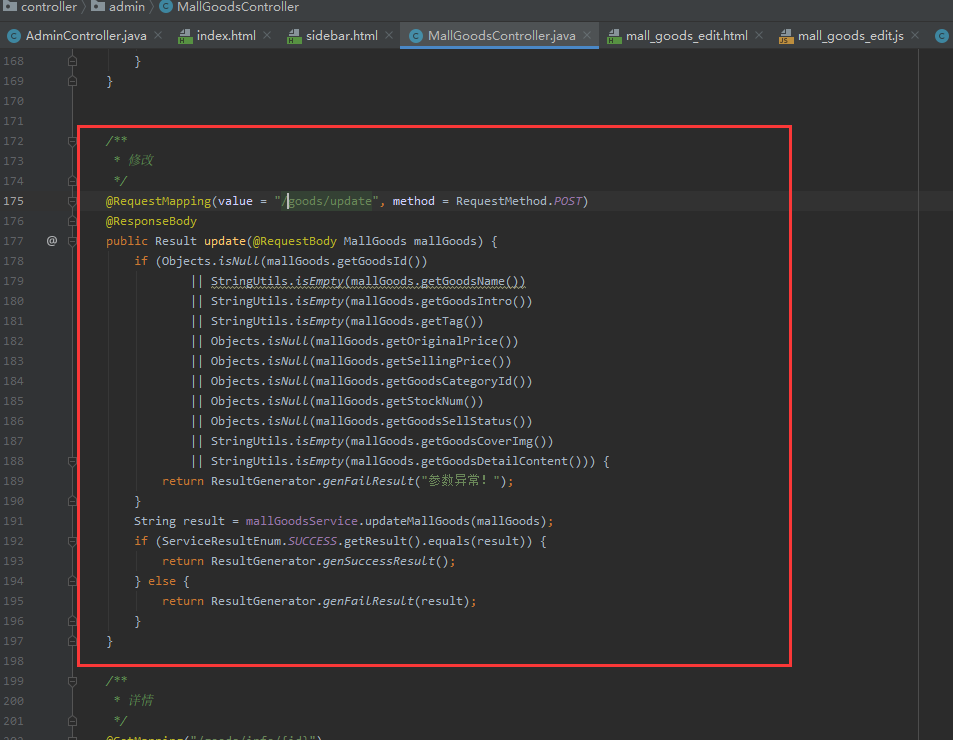 controller admin MallGoodsController
AdminController.java index.html sidebar.html MallGoodsController.java mall_goods_edit.html mall_goods_edit.js
168 }
169 }
170
171
172 /**
173 * 修改
174 */
175 @RequestMapping(value = "/goods/update", method = RequestMethod.POST)
176 @ResponseBody
177 @ public Result update(@RequestBody MallGoods mallGoods) {
178 if (Objects.isNull(mallGoods.getGoodsId())
179 || StringUtils.isEmpty(mallGoods.getGoodsName())
180 || StringUtils.isEmpty(mallGoods.getGoodsIntro())
181 || StringUtils.isEmpty(mallGoods.getTag())
182 || Objects.isNull(mallGoods.getOriginalPrice())
183 || Objects.isNull(mallGoods.getSellingPrice())
184 || Objects.isNull(mallGoods.getGoodsCategoryId())
185 || Objects.isNull(mallGoods.getStockNum())
186 || Objects.isNull(mallGoods.getGoodsSellStatus())
187 || StringUtils.isEmpty(mallGoods.getGoodsCoverImg())
188 || StringUtils.isEmpty(mallGoods.getGoodsDetailContent())) {
189 return ResultGenerator.genFailResult("参数异常！");
190 }
191 String result = mallGoodsService.updateMallGoods(mallGoods);
192 if (ServiceResultEnum.SUCCESS.getResult().equals(result)) {
193 return ResultGenerator.genSuccessResult();
194 } else {
195 return ResultGenerator.genFailResult(result);
196 }
197 }
198
199 /**
200 * 详情
201 */
202 @GetMapping("/goods/info/{id}")